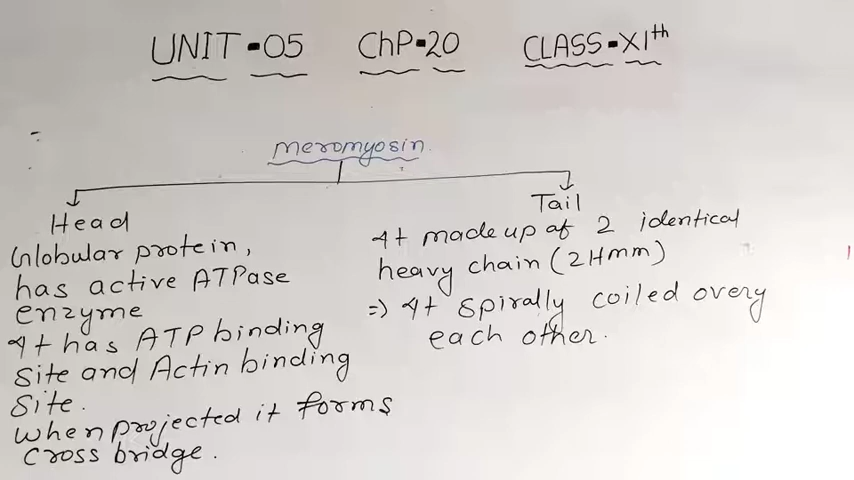 UNIT-05 ChP-20 CLASS-XIth
Meromyosin
Head
Globular protein,
has active ATPase
enzyme
It has ATP binding
Site and Actin binding
Site.
When projected it forms
Cross bridge.
Tail
It made up of 2 identical
heavy chain (2Hmm)
=> It spirally coiled overy
each other.